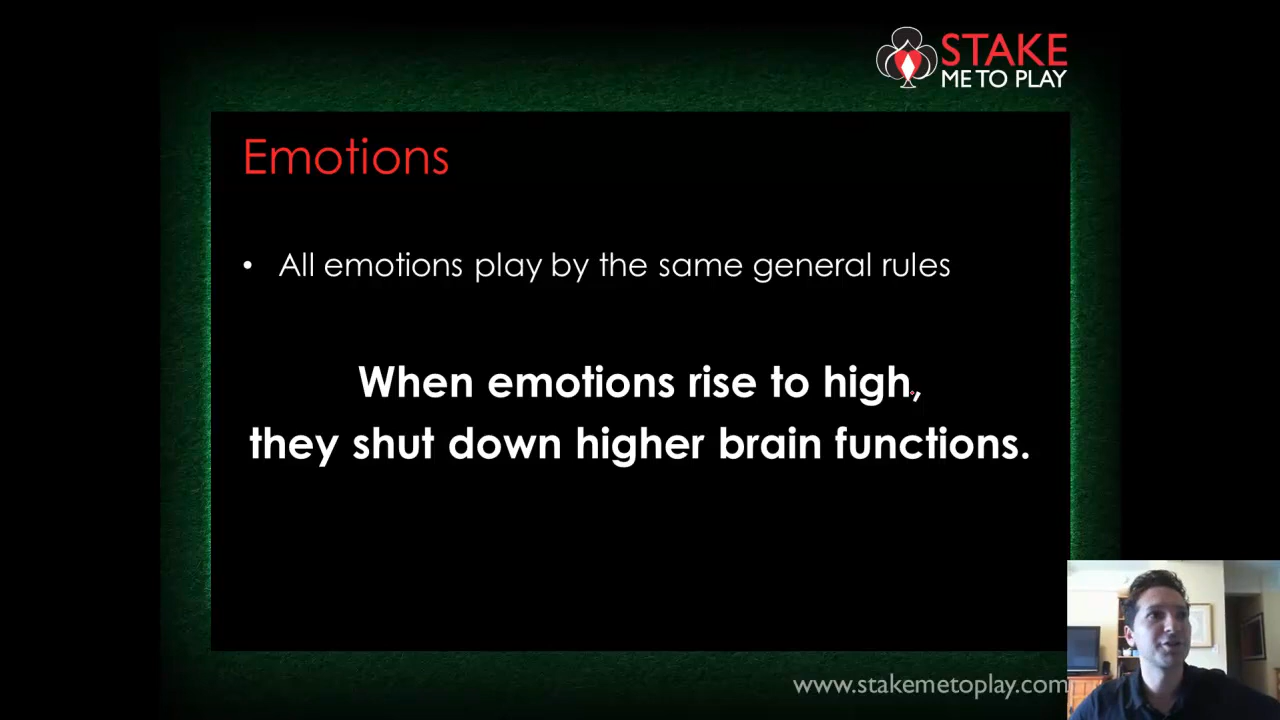 STAKE
ME TO PLAY
Emotions
• All emotions play by the same general rules
When emotions rise to high,
they shut down higher brain functions.
www.stakemetoplay.com